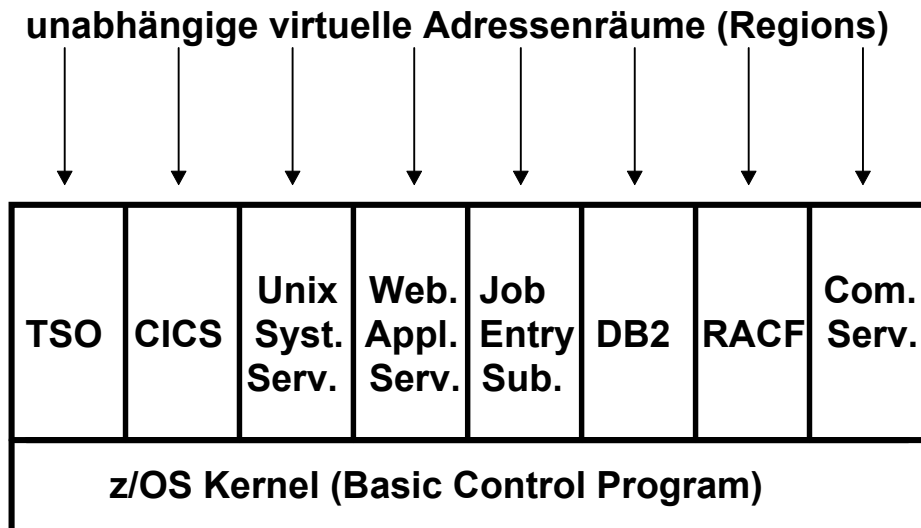 unabhängige virtuelle Adressenräume (Regions)
TSO
CICS
Unix
Syst.
Serv.
Web.
Appl.
Serv.
Job
Entry
Sub.
DB2
RACF
Com.
Serv.
z/OS Kernel (Basic Control Program)